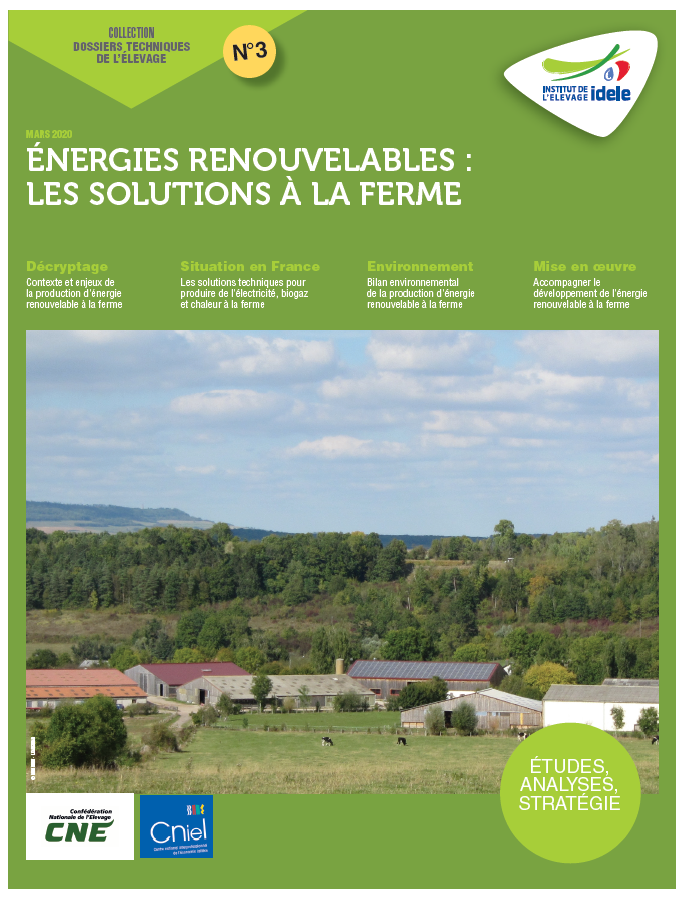 COLLECTION
DOSSIERS TECHNIQUES
DE L'ÉLEVAGE
N°3
INSTITUT DE
L'ELEVAGE idele
MARS 2020
ÉNERGIES RENOUVELABLES :
LES SOLUTIONS À LA FERME
Décryptage
Contexte et enjeux de
la production d'énergie
renouvelable à la ferme
Situation en France
Les solutions techniques pour
produire de l'électricité, biogaz
et chaleur à la ferme
Environnement
Bilan environnemental
de la production d'énergie
renouvelable à la ferme
Mise en œuvre
Accompagner le
développement de l'énergie
renouvelable à la ferme
ÉTUDES,
ANALYSES,
STRATÉGIE
Confédération
Nationale de l'Elevage
CNE
Cniel